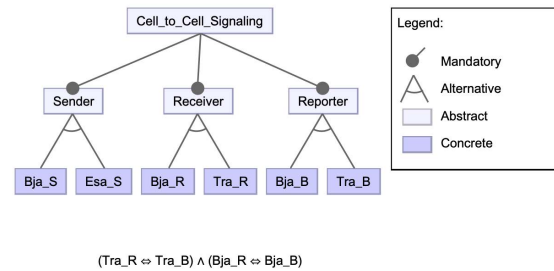 Cell_to_Cell_Signaling
Legend:
Mandatory
Alternative
Abstract
Concrete
Sender
Receiver
Reporter
Bja_S
Esa_S
Bja_R
Tra_R
Bja_B
Tra_B
(Tra_R ⇔ Tra_B) ∧ (Bja_R ⇔ Bja_B)